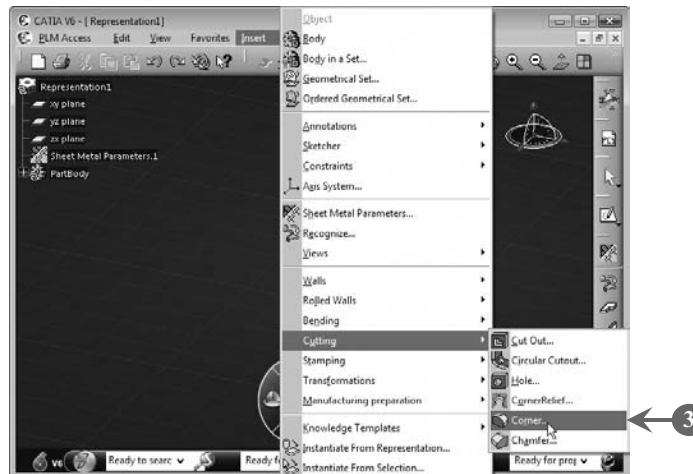 CATIA V6 - [ Representation1]
PLM Access Edit View Favorites Insert
Representation1
xy plane
yz plane
zx plane
Sheet Metal Parameters.1
PartBody
Object
Body
Body in a Set...
Geometrical Set...
Ordered Geometrical Set...
Annotations
Sketcher
Constraints
Axis System...
Sheet Metal Parameters...
Recognize...
Views
Walls
Rolled Walls
Bending
Cutting
Stamping
Transformations
Manufacturing preparation
Knowledge Templates
Instantiate From Representation...
Instantiate From Selection...
Cut Out...
Circular Cutout...
Hole...
CornerRelief...
Corner...
Chamfer...
3
V6 Ready to searc Ready f Ready for prop V6